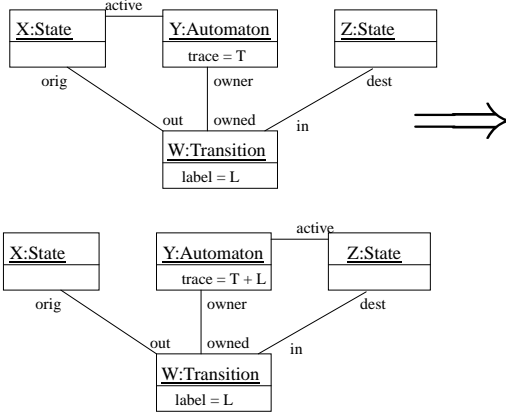 active
X:State
Y:Automaton
Z:State
trace = T
orig
owner
dest
out
owned
in
W:Transition
label = L
active
X:State
Y:Automaton
Z:State
trace = T + L
orig
owner
dest
out
owned
in
W:Transition
label = L